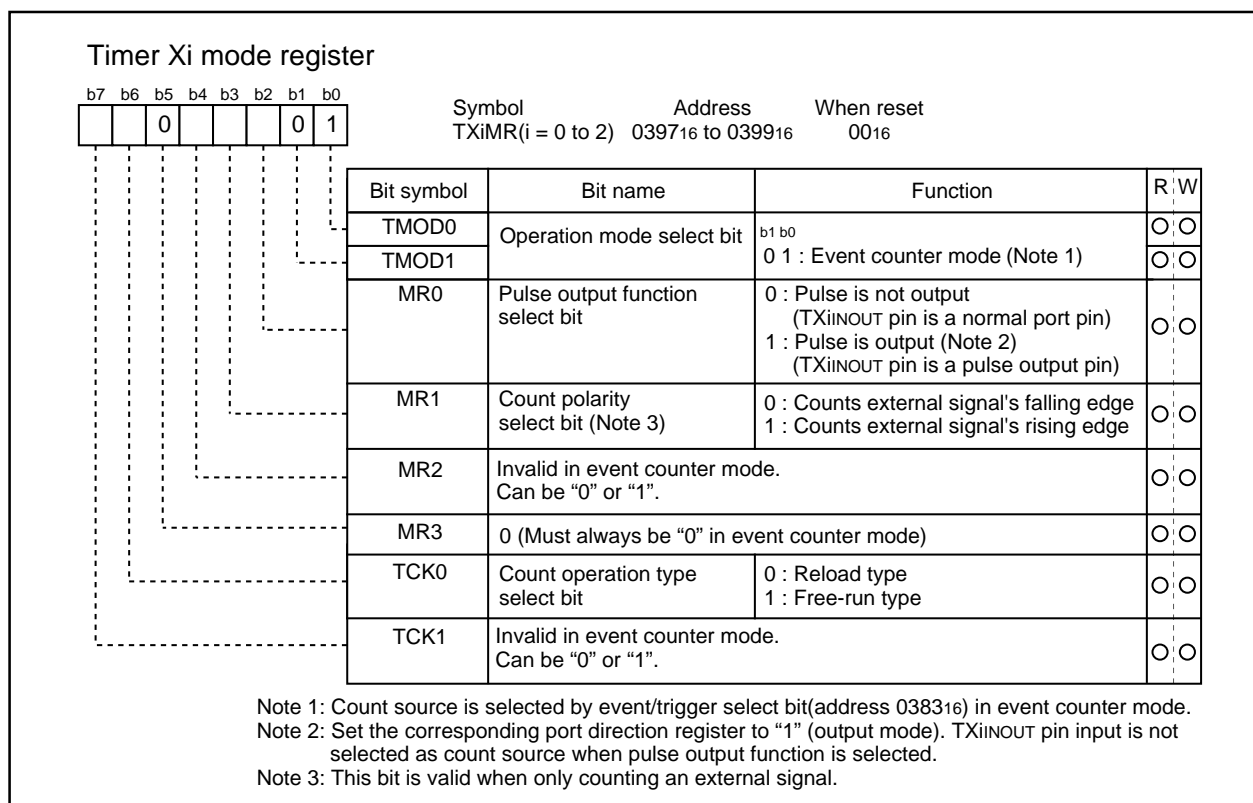 Timer Xi mode register
b7 b6 b5 b4 b3 b2 b1 b0
0 0 1
Symbol Address When reset
TXiMR(i = 0 to 2) 039716 to 039916 0016
Bit symbol Bit name Function R W
TMOD0 Operation mode select bit b1 b0
TMOD1 0 1 : Event counter mode (Note 1)
MR0 Pulse output function 0 : Pulse is not output
select bit (TXiINOUT pin is a normal port pin)
1 : Pulse is output (Note 2)
(TXiINOUT pin is a pulse output pin)
MR1 Count polarity 0 : Counts external signal's falling edge
select bit (Note 3) 1 : Counts external signal's rising edge
MR2 Invalid in event counter mode.
Can be “0” or “1”.
MR3 0 (Must always be “0” in event counter mode)
TCK0 Count operation type 0 : Reload type
select bit 1 : Free-run type
TCK1 Invalid in event counter mode.
Can be “0” or “1”.
Note 1: Count source is selected by event/trigger select bit(address 038316) in event counter mode.
Note 2: Set the corresponding port direction register to “1” (output mode). TXiINOUT pin input is not
selected as count source when pulse output function is selected.
Note 3: This bit is valid when only counting an external signal.